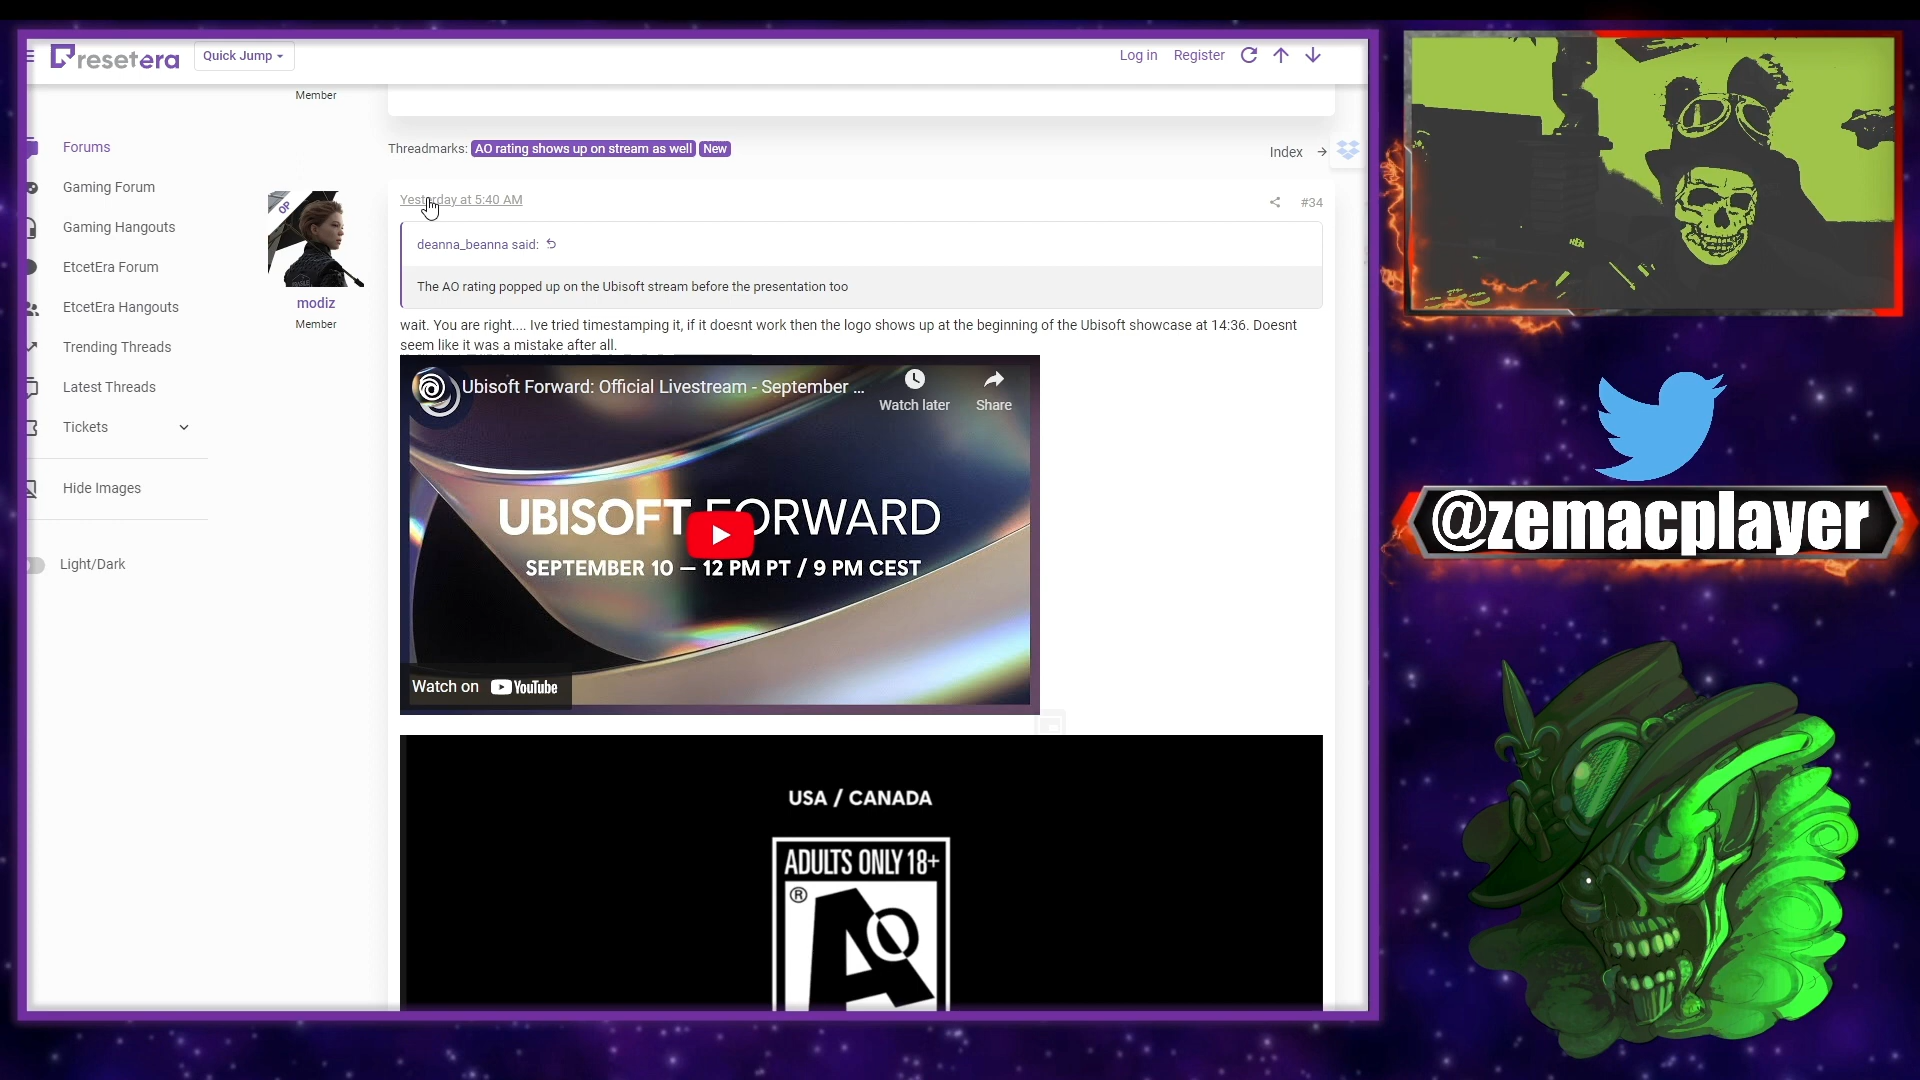 resetera
Quick Jump
Log in
Register
Member
Forums
Gaming Forum
Gaming Hangouts
EtcetEra Forum
EtcetEra Hangouts
Trending Threads
Latest Threads
Tickets
Hide Images
Light/Dark
OP
modiz
Member
Threadmarks: AO rating shows up on stream as well New
Index
Yesterday at 5:40 AM
#34
deanna_beanna said:
The AO rating popped up on the Ubisoft stream before the presentation too
wait. You are right.... Ive tried timestamping it, if it doesnt work then the logo shows up at the beginning of the Ubisoft showcase at 14:36. Doesnt
seem like it was a mistake after all.
Ubisoft Forward: Official Livestream - September ...
Watch later
Share
UBISOFT FORWARD
SEPTEMBER 10 — 12 PM PT / 9 PM CEST
Watch on YouTube
USA / CANADA
ADULTS ONLY 18+
®
AO
@zemacplayer